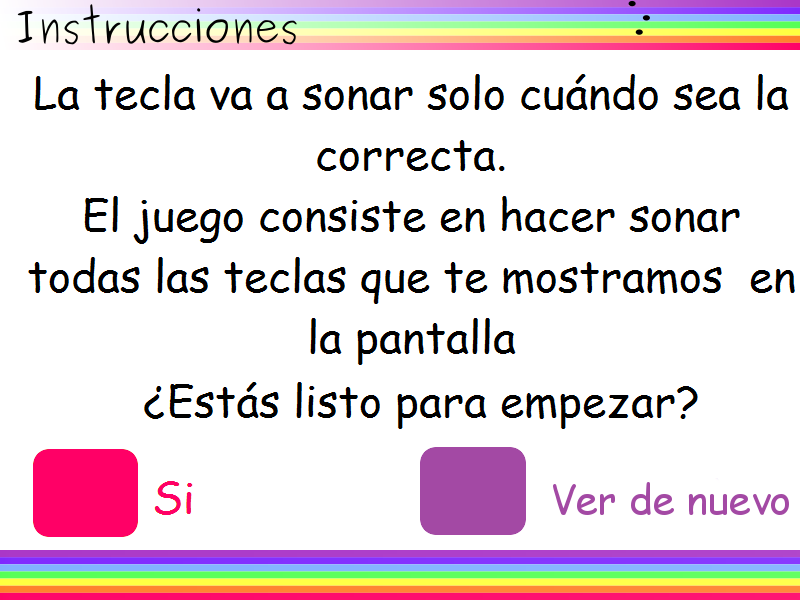 Instrucciones
La tecla va a sonar solo cuándo sea la
correcta.
El juego consiste en hacer sonar
todas las teclas que te mostramos en
la pantalla
¿Estás listo para empezar?
Si
Ver de nuevo